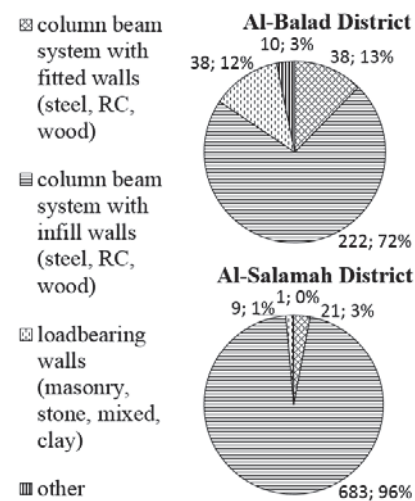 column beam
system with
fitted walls
(steel, RC,
wood)
column beam
system with
infill walls
(steel, RC,
wood)
loadbearing
walls
(masonry,
stone, mixed,
clay)
other
Al-Balad District
10; 3%
38; 12%
38; 13%
222; 72%
Al-Salamah District
1; 0%
9; 1%
21; 3%
683; 96%